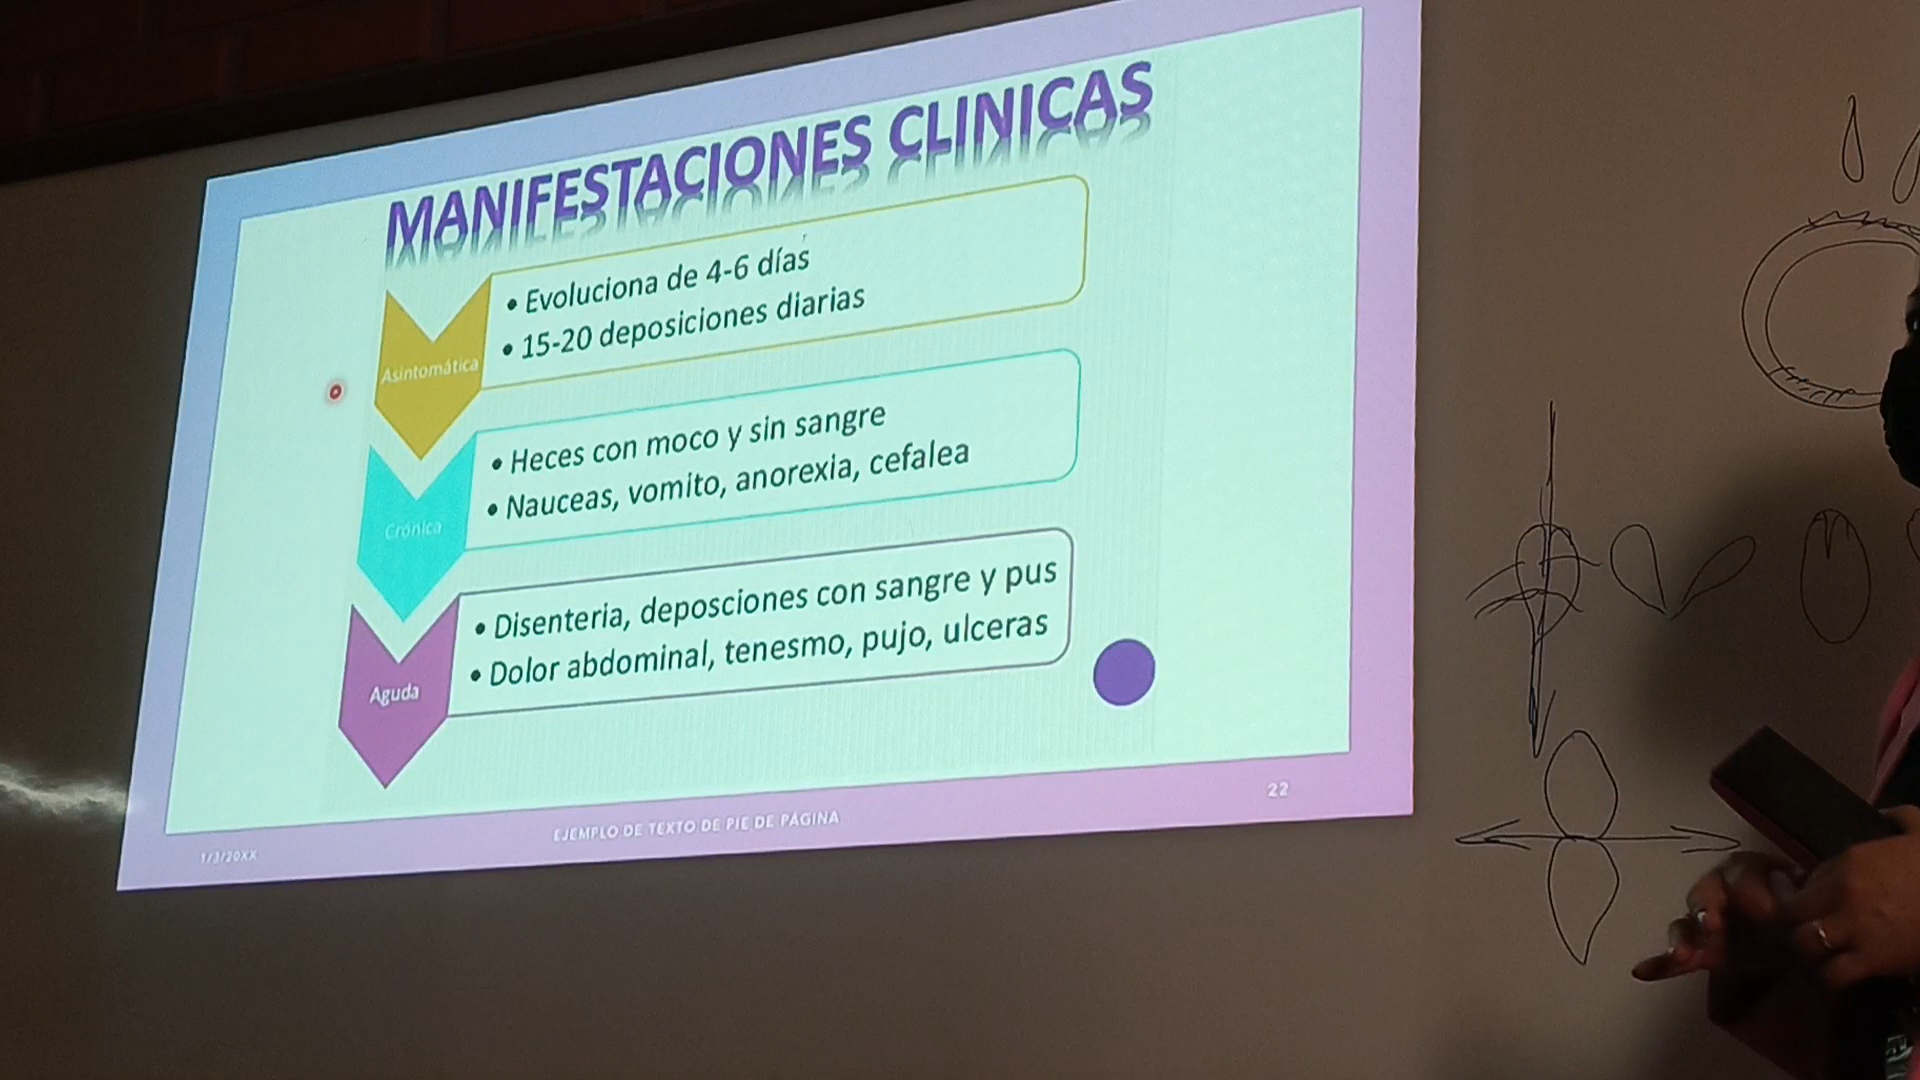 MANIFESTACIONES CLINICAS
• Evoluciona de 4-6 días
• 15-20 deposiciones diarias
Asintomática
• Heces con moco y sin sangre
• Nauceas, vomito, anorexia, cefalea
Crónica
• Disenteria, deposciones con sangre y pus
• Dolor abdominal, tenesmo, pujo, ulceras
Aguda
1/3/20XX
EJEMPLO DE TEXTO DE PIE DE PÁGINA
22